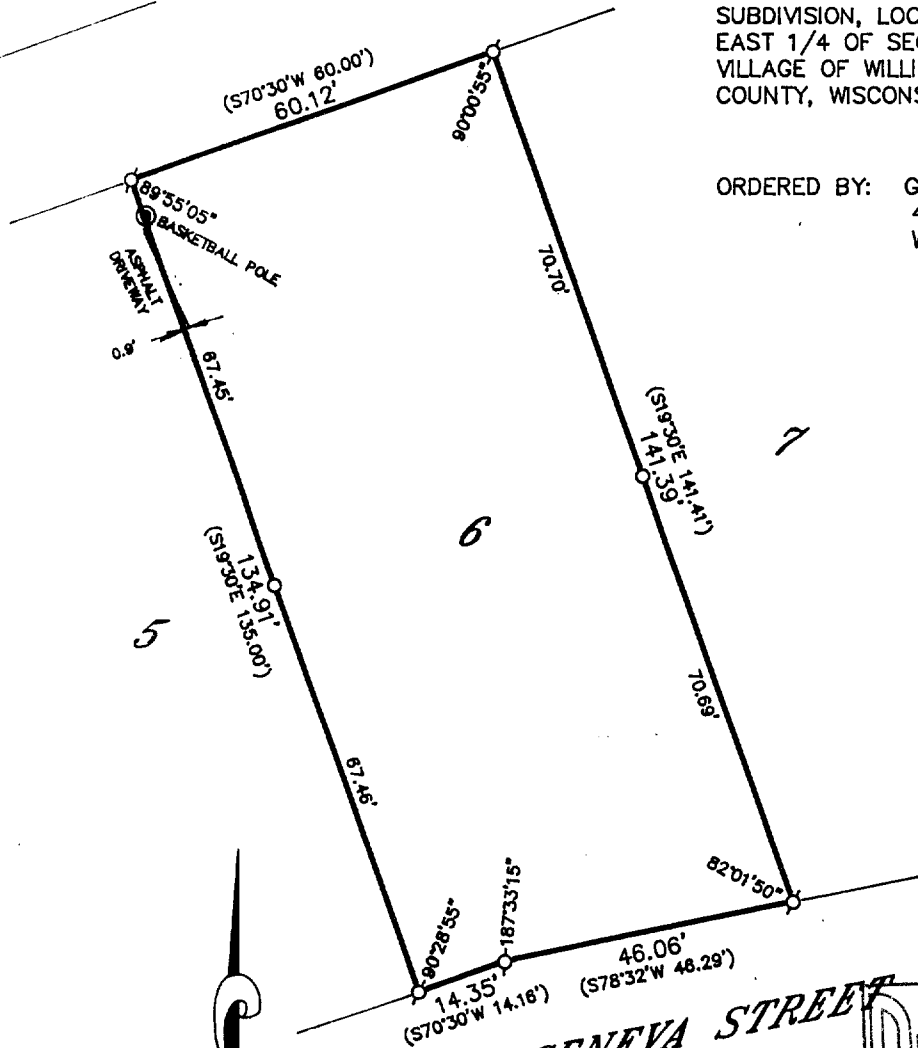 SUBDIVISION, LOC
EAST 1/4 OF SE
VILLAGE OF WILLI
COUNTY, WISCONS
ORDERED BY: G
(S70°30'W 60.00')
60.12'
90°00'55"
89°55'05"
BASKETBALL POLE
ASPHALT
DRIVEWAY
0.9'
67.45'
70.70'
(S19°30'E 141.41')
141.39'
7
6
134.91'
(S19°30'E 135.00')
5
70.69'
67.46'
82°01'50"
187°33'15"
90°28'55"
46.06'
(S78°32'W 46.29')
14.35'
(S70°30'W 14.16')
GENEVA STREET